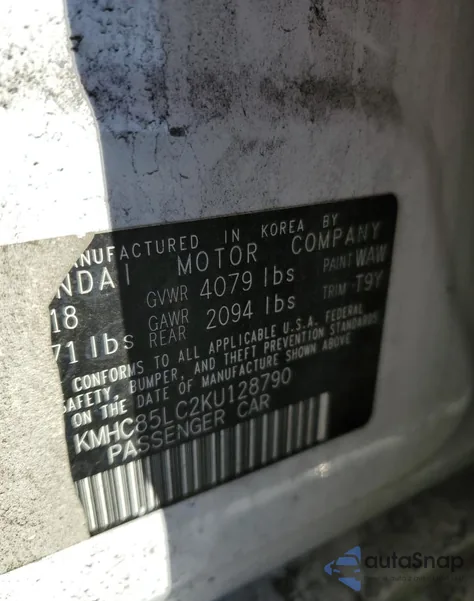 ANUFACTURED IN KOREA BY
NDAI MOTOR COMPANY
18 GVWR 4079 lbs PAINT WAW
71 lbs GAWR REAR 2094 lbs TRIM T9Y
CONFORMS TO ALL APPLICABLE U.S.A. FEDERAL
SAFETY, BUMPER, AND THEFT PREVENTION STANDARDS
ON THE DATE OF MANUFACTURE SHOWN ABOVE
KMHC85LC2KU128790
PASSENGER CAR
autoSnap